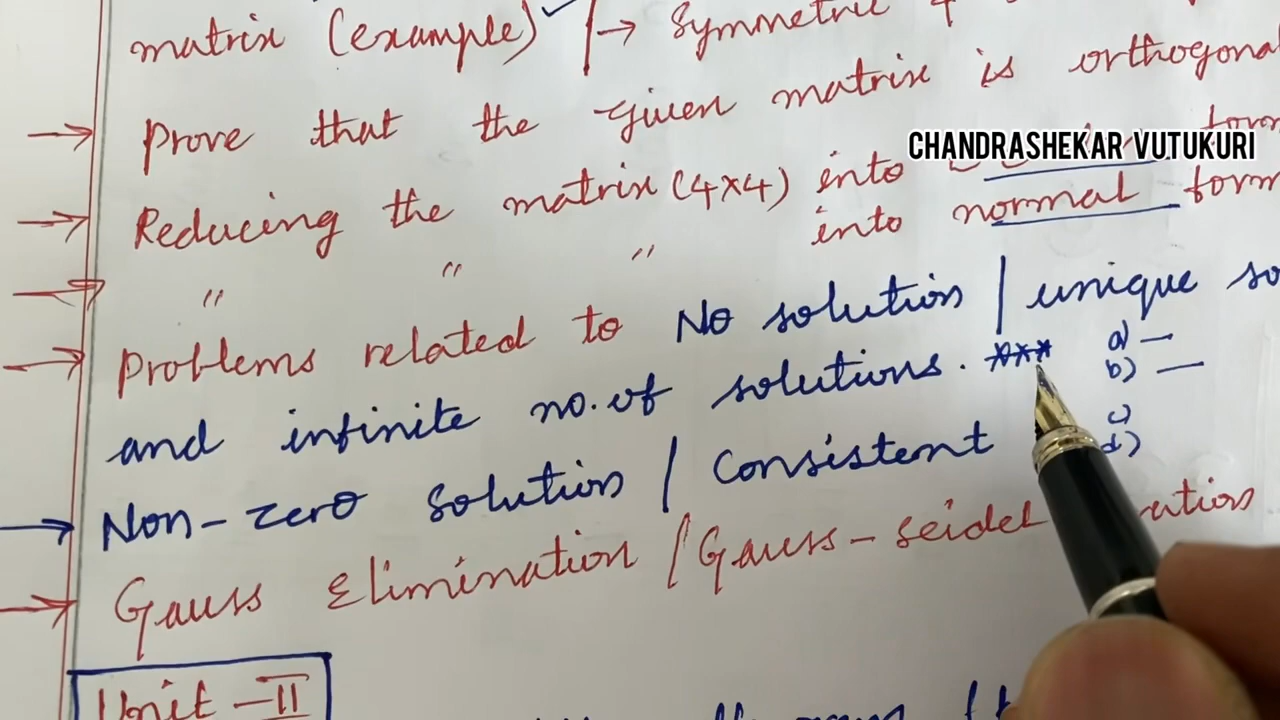 matrix (example) ✓ | → Symmetric
→ Prove that the given matrix is orthogonal
CHANDRASHEKAR VUTUKURI
→ Reducing the matrix (4x4) into form
→ " " " into normal form
→ Problems related to No solution | unique so
and infinite no. of solutions. *** a) —
b) —
c)
d)
→ Non-zero solution / Consistent
→ Gauss Elimination / Gauss-seidel
Unit - II